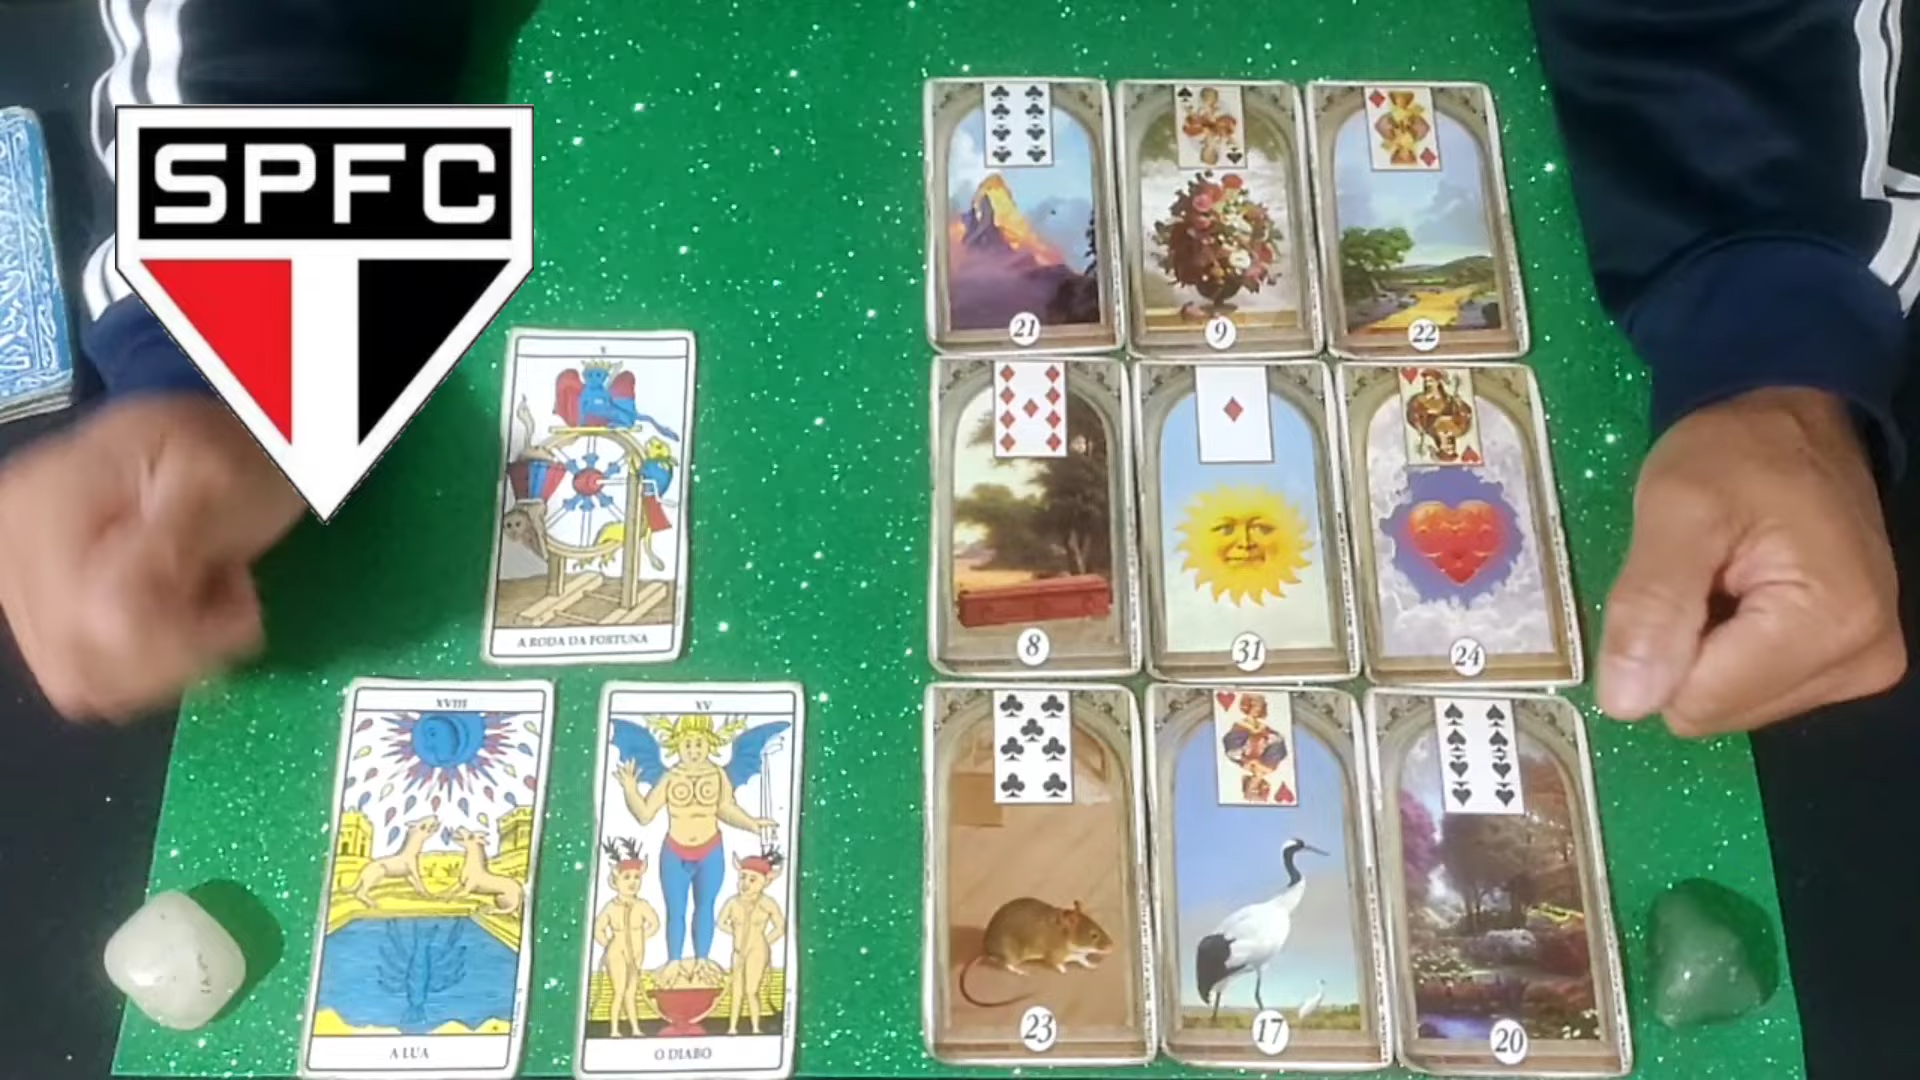 SPFC
X
A RODA DA FORTUNA
XVIII
A LUA
XV
O DIABO
21
9
22
8
31
24
23
17
20